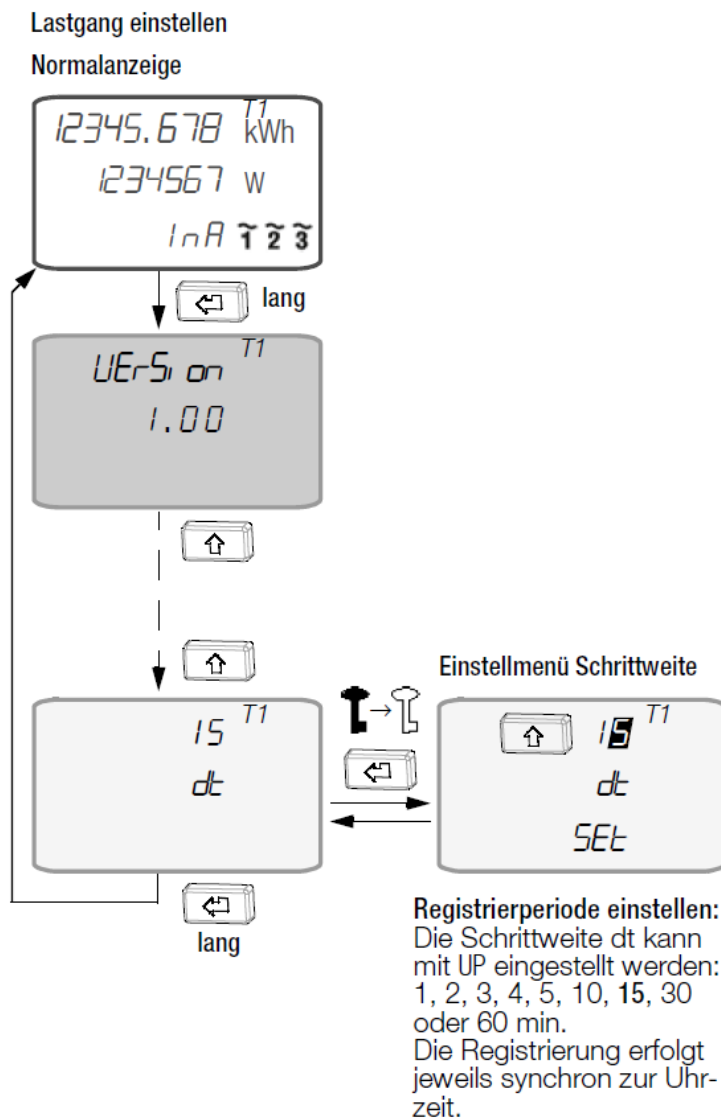 Lastgang einstellen
Normalanzeige
T1
12345.678 kWh
1234567 W
InA 1 2 3
lang
T1
VErSion
1.00
Einstellmenü Schrittweite
15 T1
dt
→
15 T1
dt
SEt
lang
Registrierperiode einstellen:
Die Schrittweite dt kann
mit UP eingestellt werden:
1, 2, 3, 4, 5, 10, 15, 30
oder 60 min.
Die Registrierung erfolgt
jeweils synchron zur Uhr-
zeit.